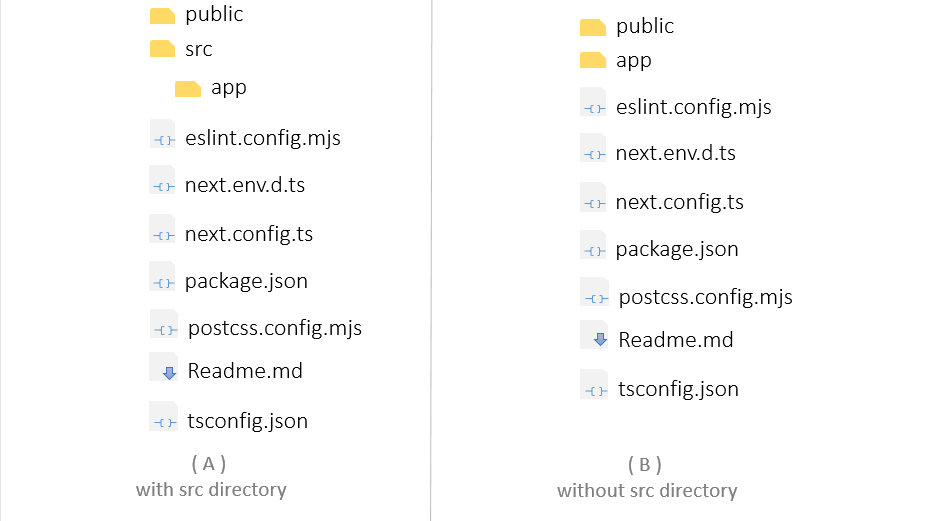 public
src
app
eslint.config.mjs
next.env.d.ts
next.config.ts
package.json
postcss.config.mjs
Readme.md
tsconfig.json
( A )
with src directory
public
app
eslint.config.mjs
next.env.d.ts
next.config.ts
package.json
postcss.config.mjs
Readme.md
tsconfig.json
( B )
without src directory